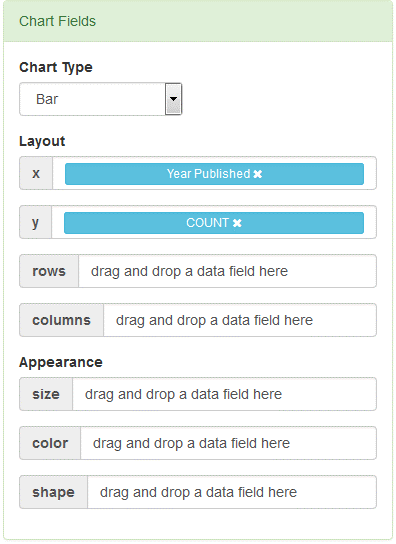 Chart Fields
Chart Type
Bar
Layout
x Year Published ✖
y COUNT ✖
rows drag and drop a data field here
columns drag and drop a data field here
Appearance
size drag and drop a data field here
color drag and drop a data field here
shape drag and drop a data field here